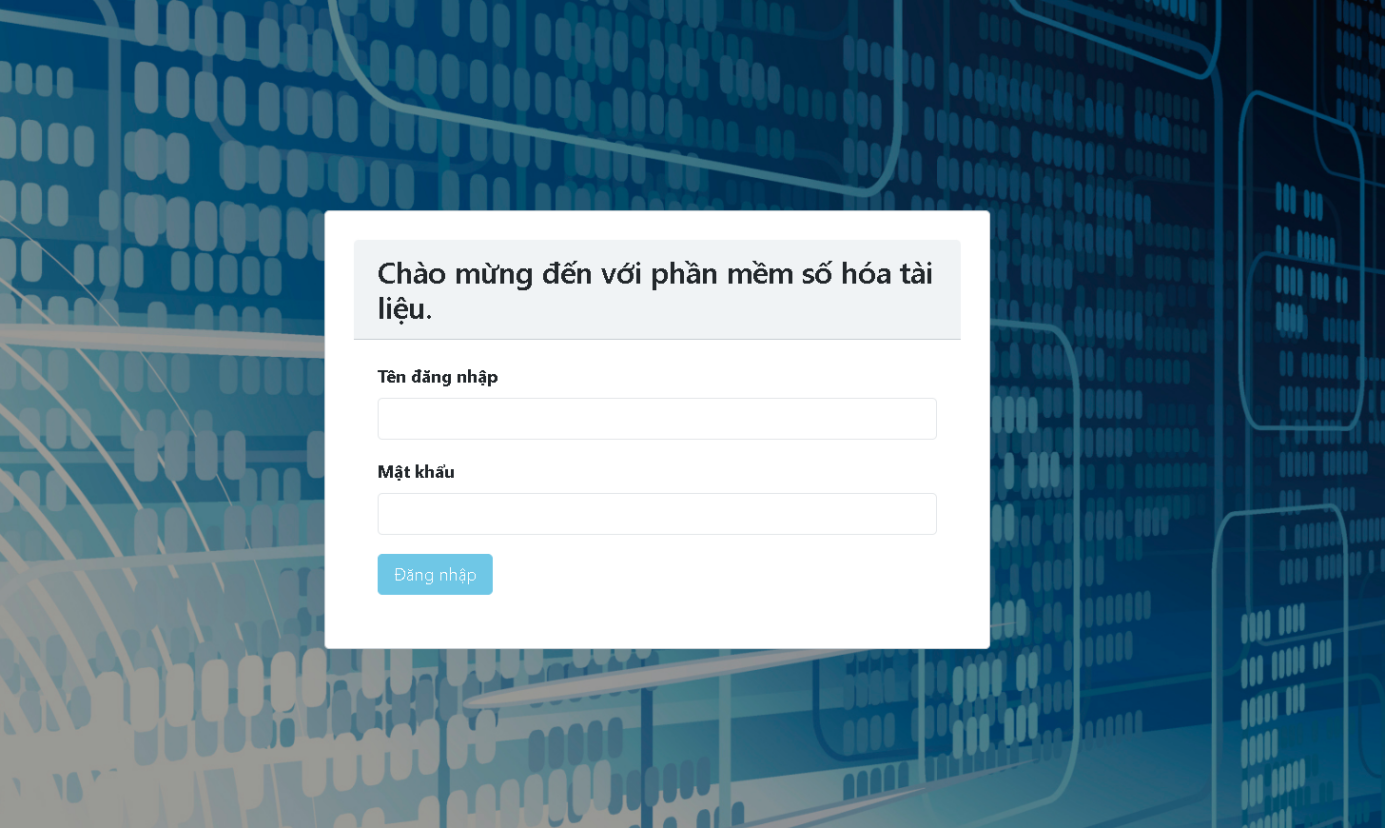 Chào mừng đến với phần mềm số hóa tài
liệu.
Tên đăng nhập
Mật khẩu
Đăng nhập